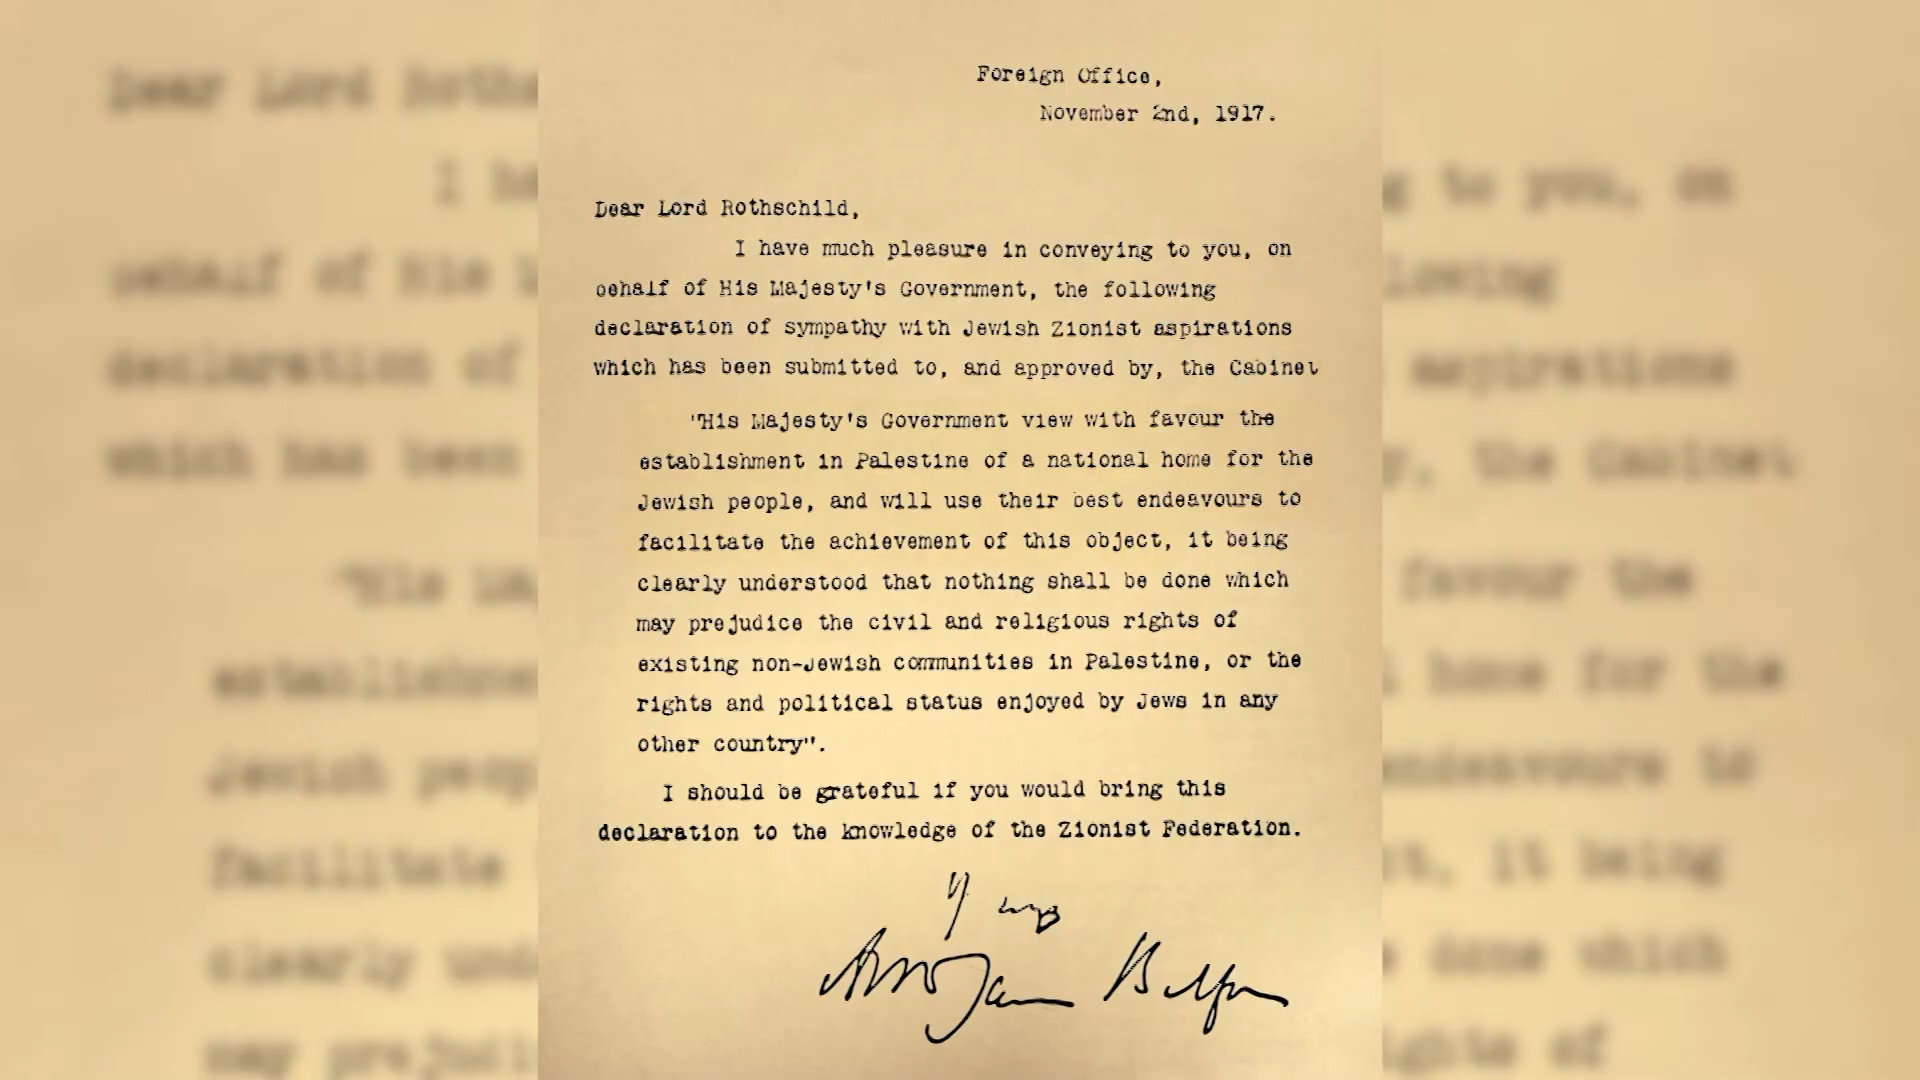 Foreign Office,
November 2nd, 1917.
Dear Lord Rothschild,
I have much pleasure in conveying to you, on
behalf of His Majesty's Government, the following
declaration of sympathy with Jewish Zionist aspirations
which has been submitted to, and approved by, the Cabinet
"His Majesty's Government view with favour the
establishment in Palestine of a national home for the
Jewish people, and will use their best endeavours to
facilitate the achievement of this object, it being
clearly understood that nothing shall be done which
may prejudice the civil and religious rights of
existing non-Jewish communities in Palestine, or the
rights and political status enjoyed by Jews in any
other country".
I should be grateful if you would bring this
declaration to the knowledge of the Zionist Federation.
Y
Arthur James Balfour